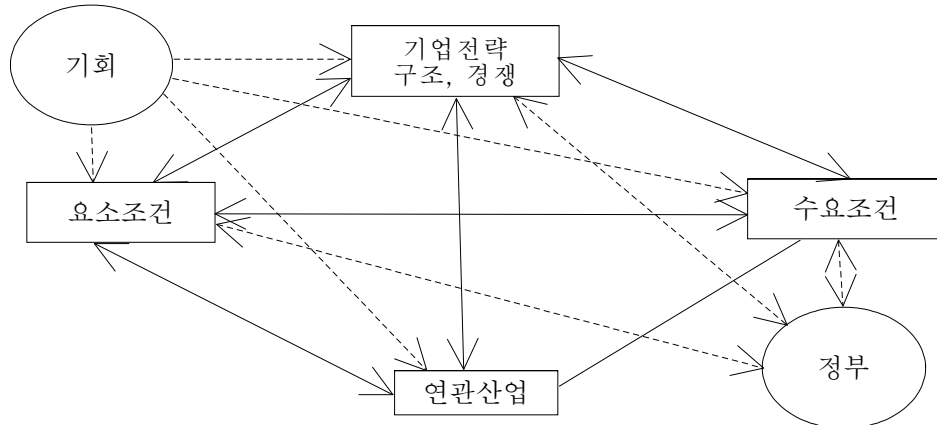 기회
기업전략
구조, 경쟁
요소조건
수요조건
연관산업
정부